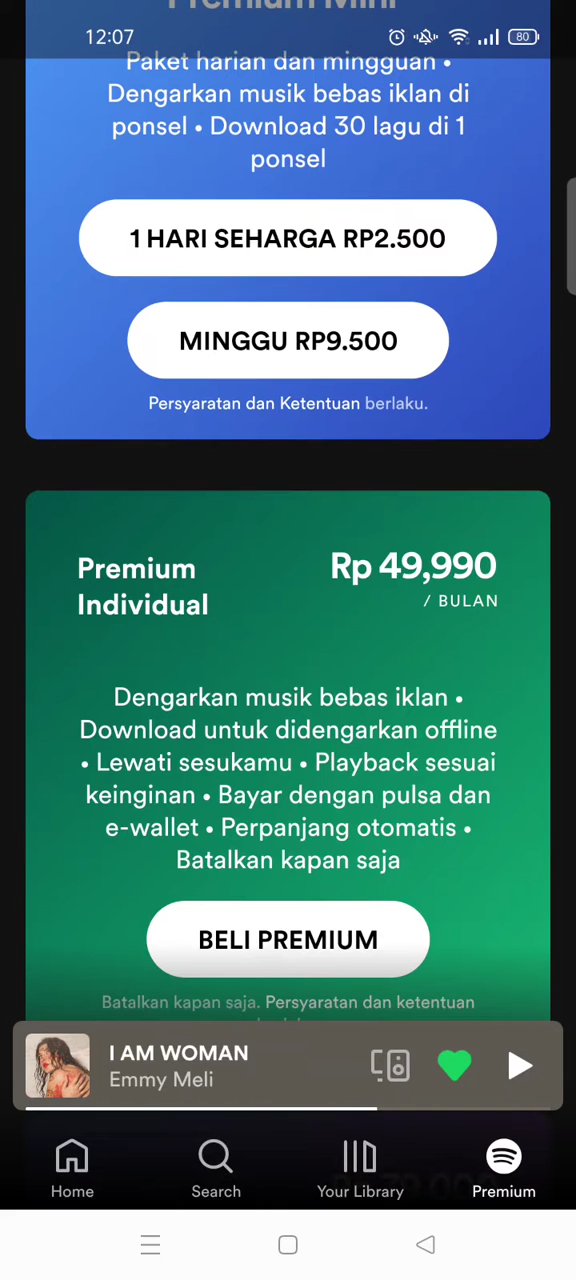 Premium Mini
12:07
80
Paket harian dan mingguan •
Dengarkan musik bebas iklan di
ponsel • Download 30 lagu di 1
ponsel
1 HARI SEHARGA RP2.500
MINGGU RP9.500
Persyaratan dan Ketentuan berlaku.
Premium
Individual
Rp 49,990
/ BULAN
Dengarkan musik bebas iklan •
Download untuk didengarkan offline
• Lewati sesukamu • Playback sesuai
keinginan • Bayar dengan pulsa dan
e-wallet • Perpanjang otomatis •
Batalkan kapan saja
BELI PREMIUM
Batalkan kapan saja. Persyaratan dan ketentuan
I AM WOMAN
Emmy Meli
Home
Search
Your Library
Premium